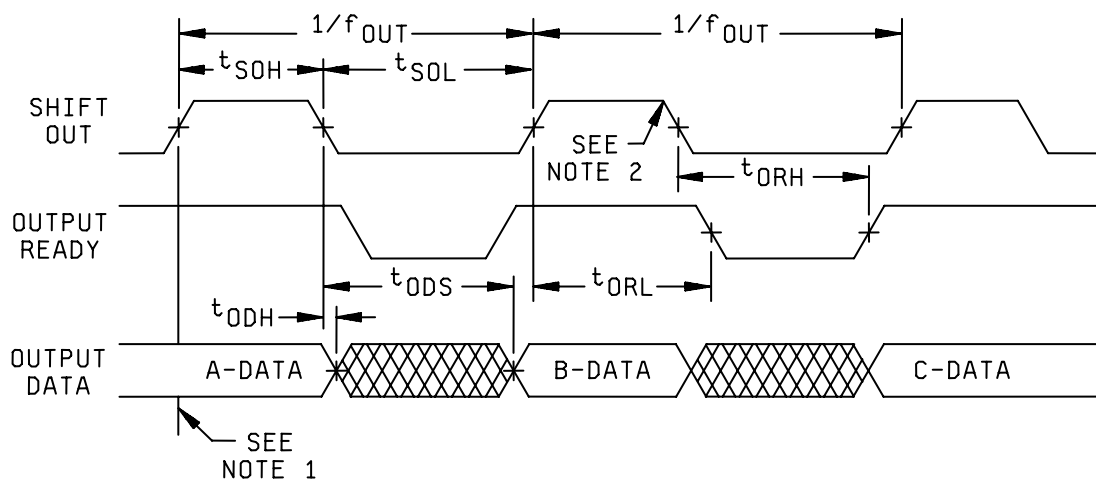 1/fOUT 1/fOUT
tSOH tSOL
SHIFT
OUT
SEE
NOTE 2
tORH
OUTPUT
READY
tODS tORL
tODH
OUTPUT
DATA
A-DATA B-DATA C-DATA
SEE
NOTE 1